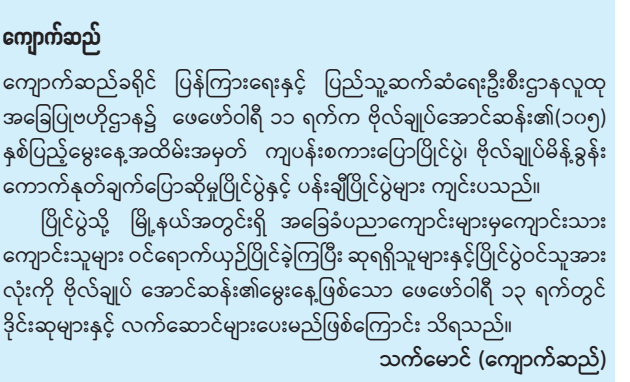 ကျောက်ဆည်
ကျောက်ဆည်ခရိုင် ပြန်ကြားရေးနှင့် ပြည်သူ့ဆက်ဆံရေးဦးစီးဌာနလူထု
အခြေပြုဗဟိုဌာန၌ ဖေဖော်ဝါရီ ၁၁ ရက်က ဗိုလ်ချုပ်အောင်ဆန်း၏(၁၀၅)
နှစ်ပြည့်မွေးနေ့အထိမ်းအမှတ် ကျပန်းစကားပြောပြိုင်ပွဲ၊ ဗိုလ်ချုပ်မိန့်ခွန်း
ကောက်နုတ်ချက်ပြောဆိုမှုပြိုင်ပွဲနှင့် ပန်းချီပြိုင်ပွဲများ ကျင်းပသည်။
ပြိုင်ပွဲသို့ မြို့နယ်အတွင်းရှိ အခြေခံပညာကျောင်းများမှကျောင်းသား
ကျောင်းသူများ ဝင်ရောက်ယှဉ်ပြိုင်ခဲ့ကြပြီး ဆုရရှိသူများနှင့်ပြိုင်ပွဲဝင်သူအား
လုံးကို ဗိုလ်ချုပ် အောင်ဆန်း၏မွေးနေ့ဖြစ်သော ဖေဖော်ဝါရီ ၁၃ ရက်တွင်
ဒိုင်းဆုများနှင့် လက်ဆောင်များပေးမည်ဖြစ်ကြောင်း သိရသည်။
သက်မောင် (ကျောက်ဆည်)